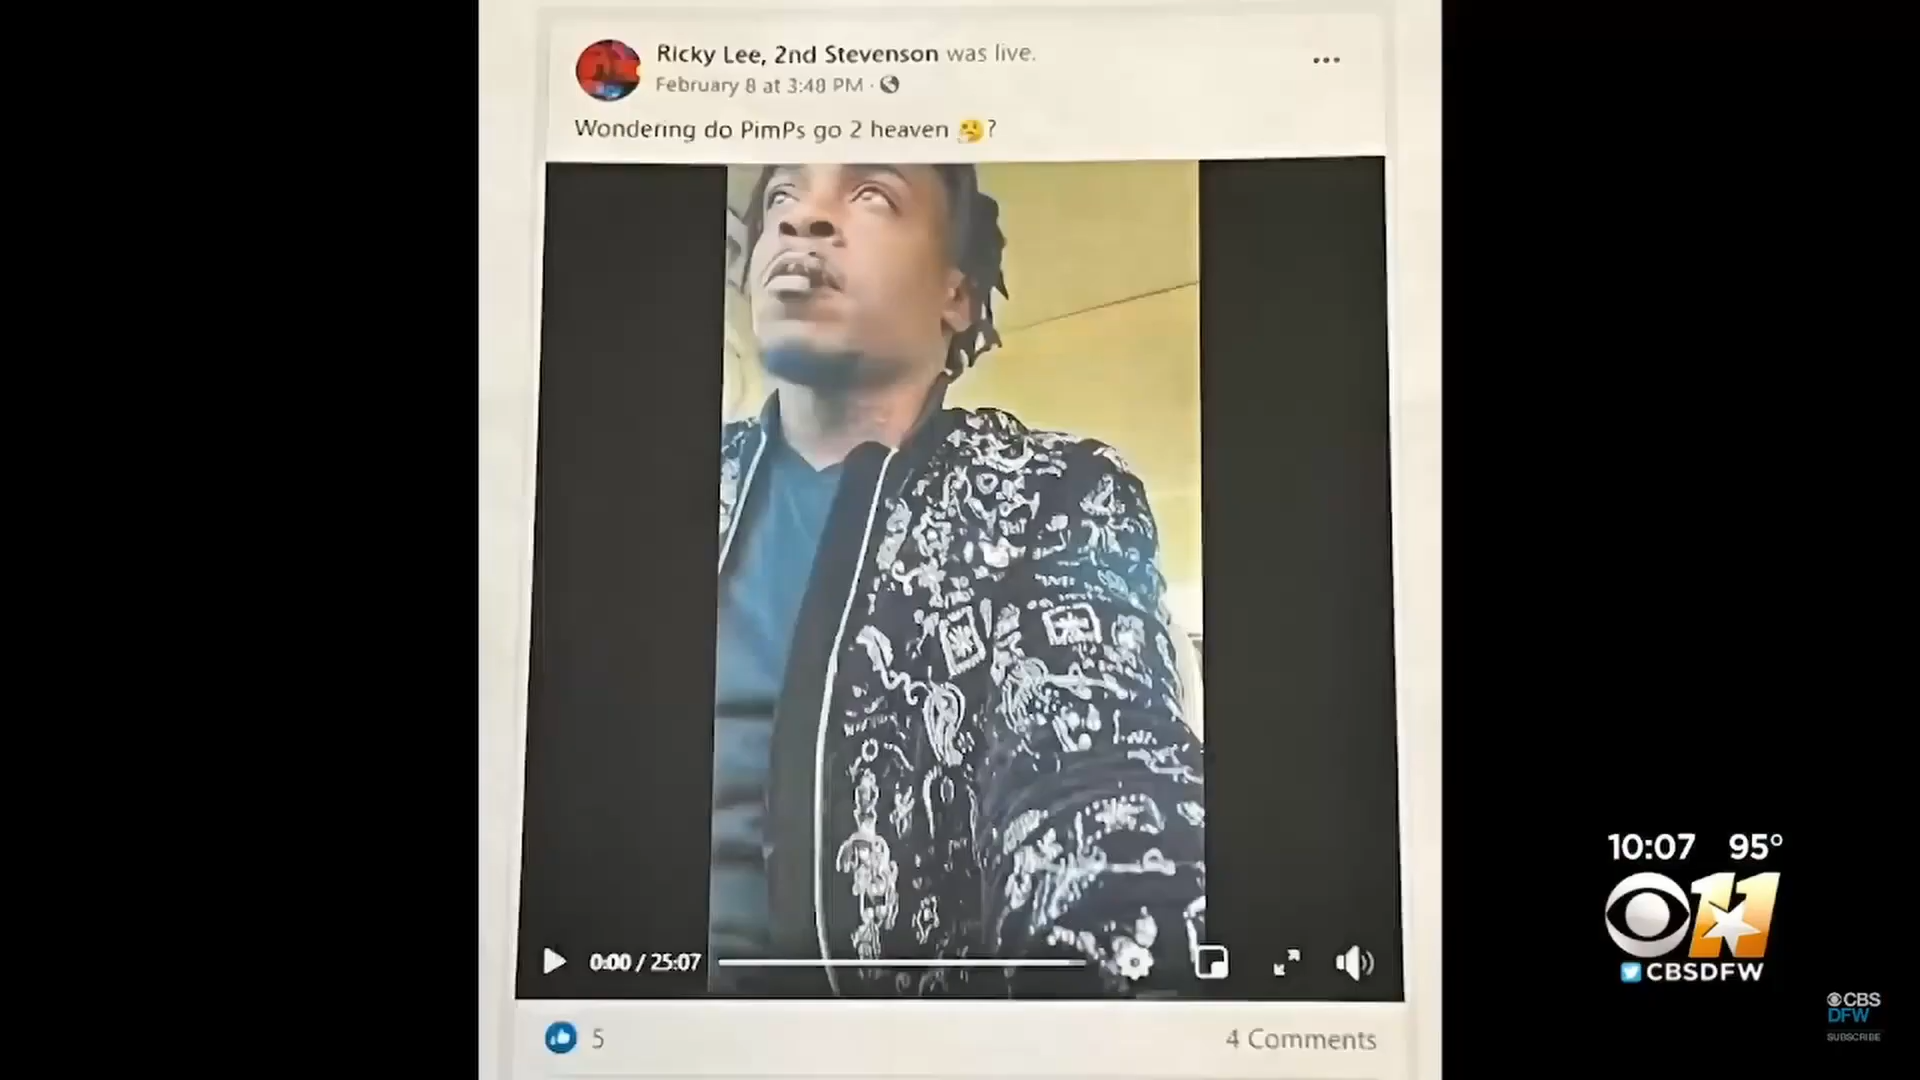 Ricky Lee, 2nd Stevenson was live.
February 8 at 3:48 PM ·
Wondering do PimPs go 2 heaven 🤔?
0:00 / 25:07
5
4 Comments
10:07 95°
11
CBSDFW
CBS
DFW
SUBSCRIBE